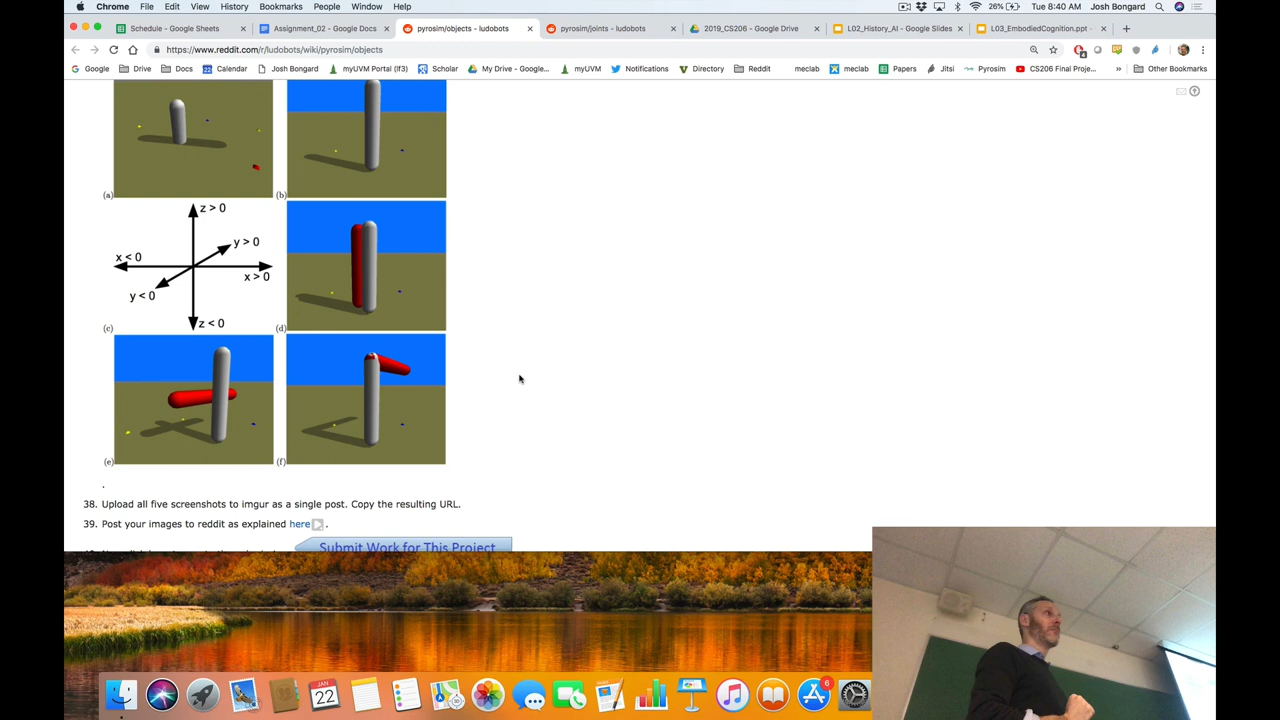 Chrome File Edit View History Bookmarks People Window Help 26% Tue 8:40 AM Josh Bongard
Schedule - Google Sheets Assignment_02 - Google Docs pyrosim/objects - ludobots pyrosim/joints - ludobots 2019_CS206 - Google Drive L02_History_AI - Google Slides L03_EmbodiedCognition.ppt -
https://www.reddit.com/r/ludobots/wiki/pyrosim/objects
Google Drive Docs Calendar Josh Bongard myUVM Portal (lf3) Scholar My Drive - Google... myUVM Notifications Directory Reddit meclab meclab Papers Jitsi Pyrosim CS206 Final Proje... » Other Bookmarks
(a) (b)
z > 0
y > 0
x < 0
x > 0
y < 0
z < 0
(c) (d)
(e) (f)
.
38. Upload all five screenshots to imgur as a single post. Copy the resulting URL.
39. Post your images to reddit as explained here .
Submit Work for This Project
JAN
22
6